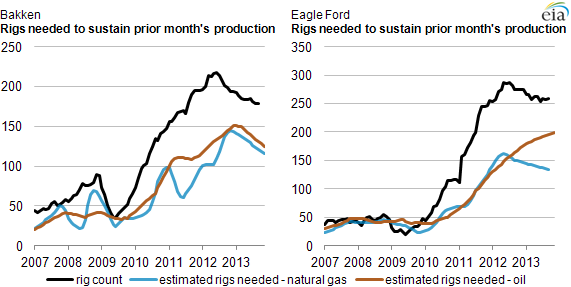 Bakken
Rigs needed to sustain prior month's production
250
200
150
100
50
0
2007 2008 2009 2010 2011 2012 2013
Eagle Ford
eia
Rigs needed to sustain prior month's production
350
300
250
200
150
100
50
0
2007 2008 2009 2010 2011 2012 2013
rig count estimated rigs needed - natural gas estimated rigs needed - oil